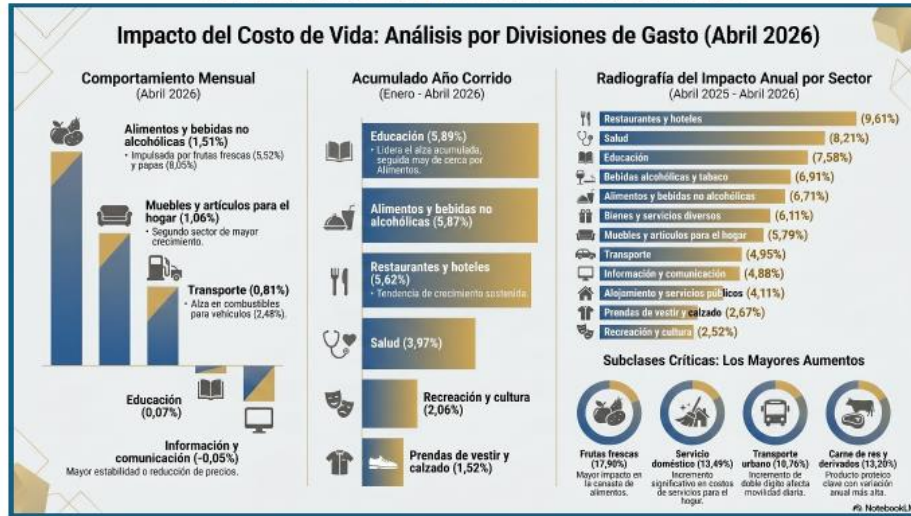 Impacto del Costo de Vida: Análisis por Divisiones de Gasto (Abril 2026)
Comportamiento Mensual
(Abril 2026)
Alimentos y bebidas no
alcohólicas (1,51%)
• Impulsada por frutas frescas (5,52%)
y papas (8,05%)
Muebles y artículos para el
hogar (1,06%)
• Segundo sector de mayor
crecimiento.
Transporte (0,81%)
• Alza en combustibles
para vehículos (2,48%).
Educación
(0,07%)
Información y
comunicación (-0,05%)
Mayor estabilidad o reducción de precios.
Acumulado Año Corrido
(Enero - Abril 2026)
Educación (5,89%)
• Lidera el alza acumulada,
seguida may de cerca por
Alimentos.
Alimentos y bebidas no
alcohólicas (5,87%)
Restaurantes y hoteles
(5,62%)
• Tendencia de crecimiento sostenida
Salud (3,97%)
Recreación y cultura
(2,06%)
Prendas de vestir y
calzado (1,52%)
Radiografía del Impacto Anual por Sector
(Abril 2025 - Abril 2026)
Restaurantes y hoteles (9,61%)
Salud (8,21%)
Educación (7,58%)
Bebidas alcohólicas y tabaco (6,91%)
Alimentos y bebidas no alcohólicas (6,71%)
Bienes y servicios diversos (6,11%)
Muebles y artículos para el hogar (5,79%)
Transporte (4,95%)
Información y comunicación (4,88%)
Alojamiento y servicios públicos (4,11%)
Prendas de vestir y calzado (2,67%)
Recreación y cultura (2,52%)
Subclases Críticas: Los Mayores Aumentos
Frutas frescas
(17,90%)
Mayor impacto en
la canasta de
alimentos.
Servicio
doméstico (13,49%)
Incremento
significativo en costos
de servicios para el
hogur.
Transporte
urbano (10,76%)
Incremento de
doble dígito afecta
movilidad diaria.
Carne de res y
derivados (13,20%)
Producto proteico
clave con variación
anual más alta.
NotebookLM